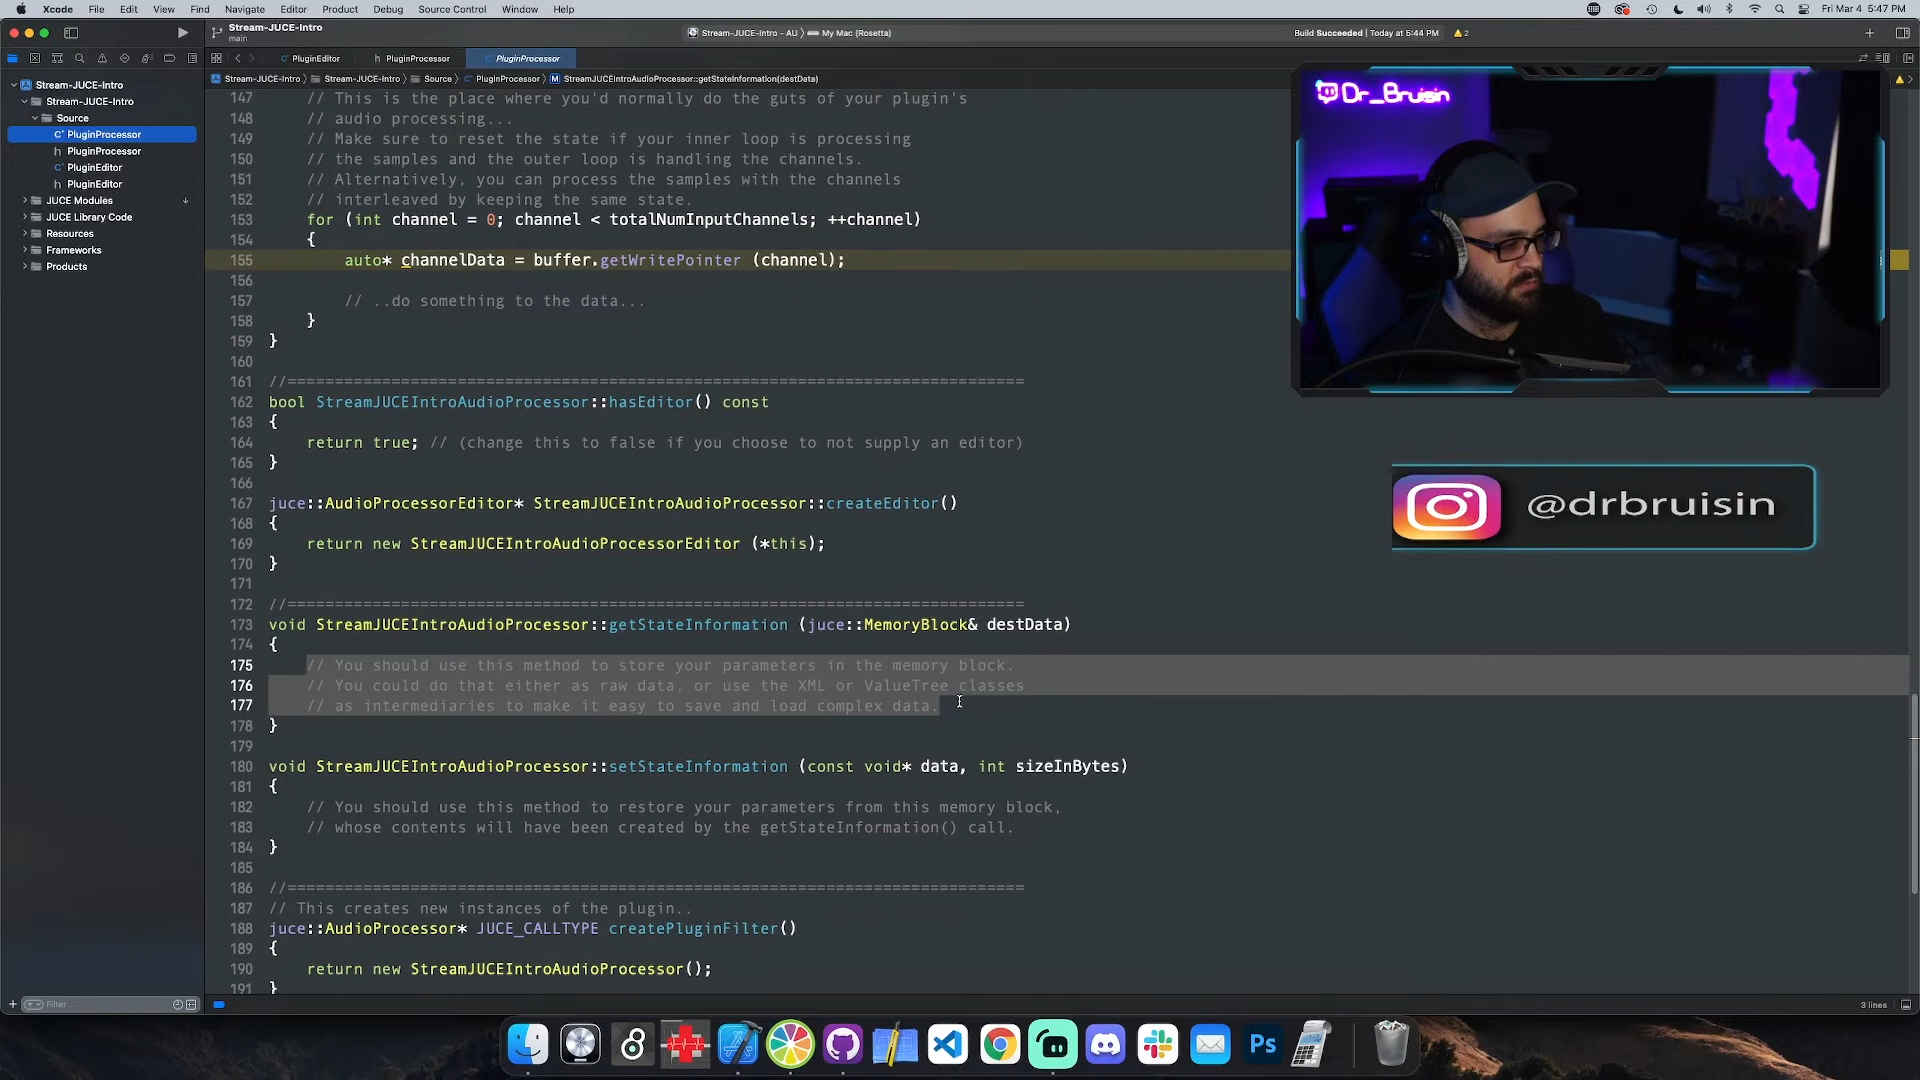 Xcode File Edit View Find Navigate Editor Product Debug Source Control Window Help
Fri Mar 4 5:47 PM
Stream-JUCE-Intro
main
Stream-JUCE-Intro - AU 〉 My Mac (Rosetta)
Build Succeeded | Today at 5:44 PM
2
PluginEditor PluginProcessor PluginProcessor
Stream-JUCE-Intro 〉 Stream-JUCE-Intro 〉 Source 〉 PluginProcessor 〉 M StreamJUCEIntroAudioProcessor::getStateInformation(destData)
Stream-JUCE-Intro
Stream-JUCE-Intro
Source
C PluginProcessor
h PluginProcessor
C PluginEditor
h PluginEditor
JUCE Modules
JUCE Library Code
Resources
Frameworks
Products
147 // This is the place where you'd normally do the guts of your plugin's
148 // audio processing...
149 // Make sure to reset the state if your inner loop is processing
150 // the samples and the outer loop is handling the channels.
151 // Alternatively, you can process the samples with the channels
152 // interleaved by keeping the same state.
153 for (int channel = 0; channel < totalNumInputChannels; ++channel)
154 {
155 auto* channelData = buffer.getWritePointer (channel);
156
157 // ..do something to the data...
158 }
159 }
160
161 //==============================================================================
162 bool StreamJUCEIntroAudioProcessor::hasEditor() const
163 {
164 return true; // (change this to false if you choose to not supply an editor)
165 }
166
167 juce::AudioProcessorEditor* StreamJUCEIntroAudioProcessor::createEditor()
168 {
169 return new StreamJUCEIntroAudioProcessorEditor (*this);
170 }
171
172 //==============================================================================
173 void StreamJUCEIntroAudioProcessor::getStateInformation (juce::MemoryBlock& destData)
174 {
175 // You should use this method to store your parameters in the memory block.
176 // You could do that either as raw data, or use the XML or ValueTree classes
177 // as intermediaries to make it easy to save and load complex data.
178 }
179
180 void StreamJUCEIntroAudioProcessor::setStateInformation (const void* data, int sizeInBytes)
181 {
182 // You should use this method to restore your parameters from this memory block,
183 // whose contents will have been created by the getStateInformation() call.
184 }
185
186 //==============================================================================
187 // This creates new instances of the plugin..
188 juce::AudioProcessor* JUCE_CALLTYPE createPluginFilter()
189 {
190 return new StreamJUCEIntroAudioProcessor();
191 }
Dr_Bruisin
@drbruisin
Filter
3 lines
Ps